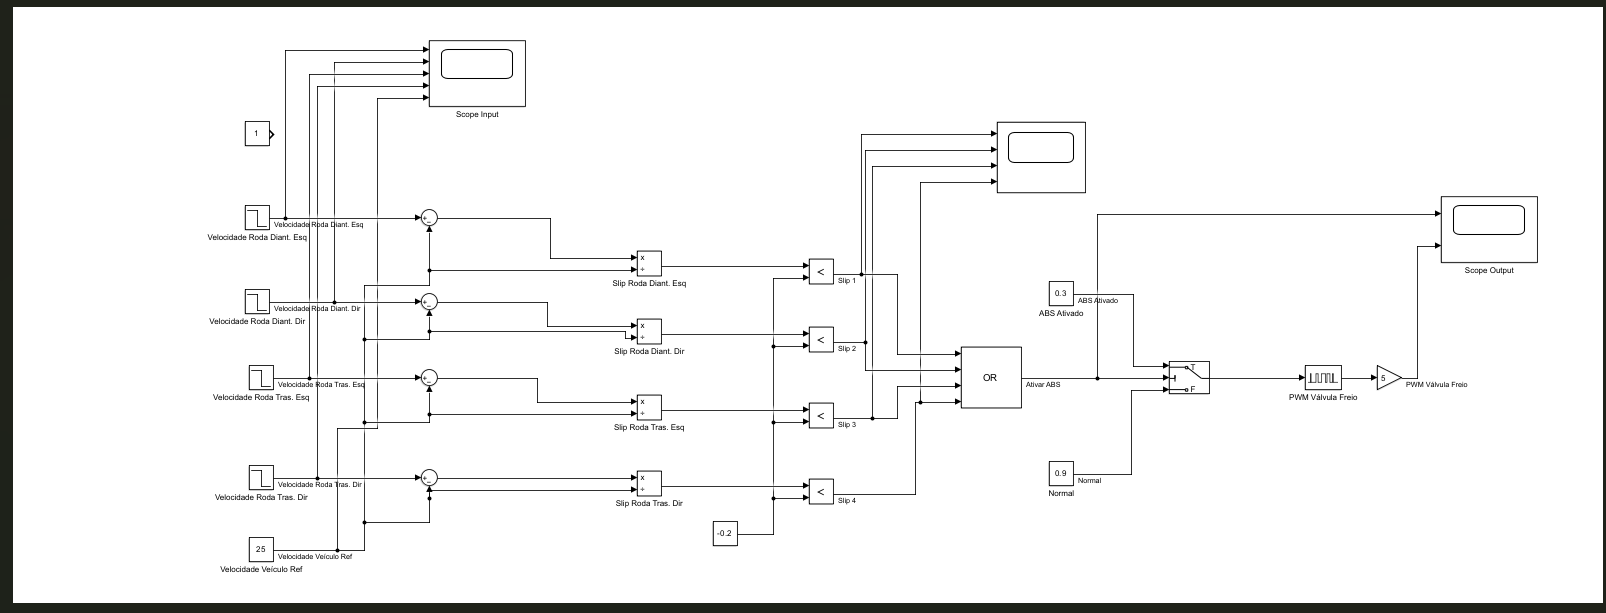 Scope Input
1
Velocidade Roda Diant. Esq
Velocidade Roda Diant. Esq
x
÷
Slip Roda Diant. Esq
<
Slip 1
Scope Output
Velocidade Roda Diant. Dir
Velocidade Roda Diant. Dir
x
÷
Slip Roda Diant. Dir
<
Slip 2
0.3
ABS Ativado
ABS Ativado
Velocidade Roda Tras. Esq
Velocidade Roda Tras. Esq
x
÷
Slip Roda Tras. Esq
<
Slip 3
OR
Ativar ABS
T
F
PWM Válvula Freio
5
PWM Válvula Freio
Velocidade Roda Tras. Dir
Velocidade Roda Tras. Dir
x
÷
Slip Roda Tras. Dir
<
Slip 4
0.9
Normal
Normal
-0.2
25
Velocidade Veículo Ref
Velocidade Veículo Ref